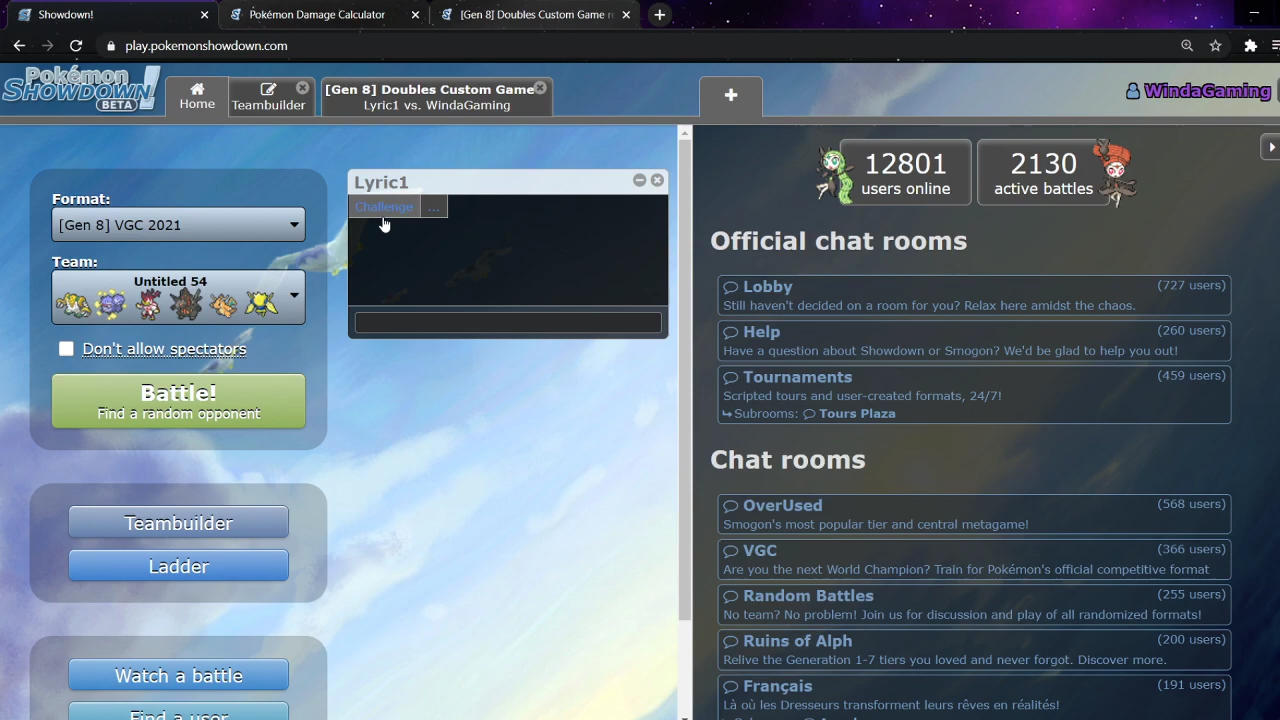 Showdown!
Pokémon Damage Calculator
[Gen 8] Doubles Custom Game r
play.pokemonshowdown.com
Pokémon
SHOWDOWN!
BETA
Home
Teambuilder
[Gen 8] Doubles Custom Game
Lyric1 vs. WindaGaming
+
WindaGaming
Format:
[Gen 8] VGC 2021
Team:
Untitled 54
Don't allow spectators
Battle!
Find a random opponent
Teambuilder
Ladder
Watch a battle
Find a user
Lyric1
Challenge
...
12801
users online
2130
active battles
Official chat rooms
Lobby (727 users)
Still haven't decided on a room for you? Relax here amidst the chaos.
Help (260 users)
Have a question about Showdown or Smogon? We'd be glad to help you out!
Tournaments (459 users)
Scripted tours and user-created formats, 24/7!
↳Subrooms: Tours Plaza
Chat rooms
OverUsed (568 users)
Smogon's most popular tier and central metagame!
VGC (366 users)
Are you the next World Champion? Train for Pokémon's official competitive format
Random Battles (255 users)
No team? No problem! Join us for discussion and play of all randomized formats!
Ruins of Alph (200 users)
Relive the Generation 1-7 tiers you loved and never forgot. Discover more.
Français (191 users)
Là où les Dresseurs transforment leurs rêves en réalités!